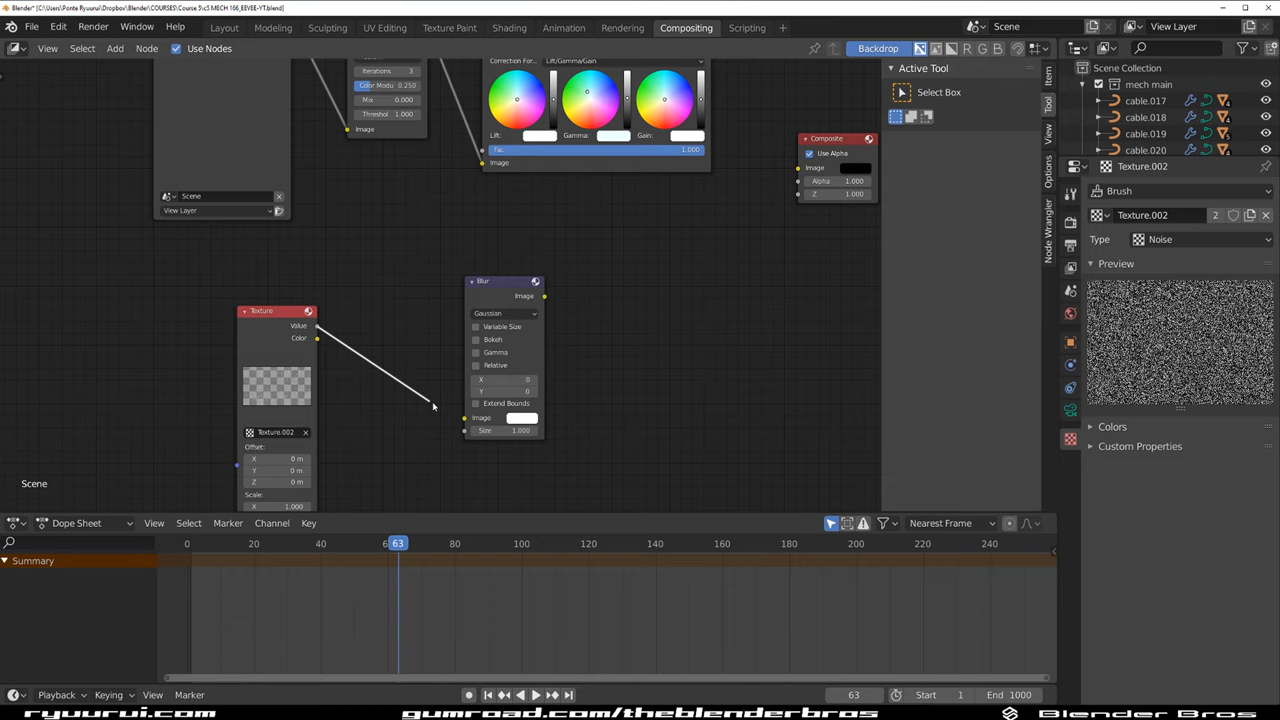 Blender* [C:\Users\Ponte Ryuurui\Dropbox\Blender\COURSES\Course 5\c5 MECH 166_EEVEE-YT.blend]
File Edit Render Window Help Layout Modeling Sculpting UV Editing Texture Paint Shading Animation Rendering Compositing Scripting + Scene View Layer
View Select Add Node Use Nodes Backdrop R G B
Iterations 3
Color Modu 0.250
Mix 0.000
Threshol 1.000
Image
Correction For... Lift/Gamma/Gain
Lift: Gamma: Gain:
Fac 1.000
Image
Composite
Use Alpha
Image
Alpha 1.000
Z 1.000
Scene
View Layer
Texture
Value
Color
Texture.002
Offset:
X 0 m
Y 0 m
Z 0 m
Scale:
X 1.000
Blur
Image
Gaussian
Variable Size
Bokeh
Gamma
Relative
X 0
Y 0
Extend Bounds
Image
Size 1.000
Scene
Active Tool
Select Box
Item
Tool
View
Options
Node Wrangler
Scene Collection
mech main
cable.017
cable.018
cable.019
cable.020
Texture.002
Brush
Texture.002 2
Type Noise
Preview
Colors
Custom Properties
Dope Sheet View Select Marker Channel Key Nearest Frame
0 20 40 6 63 80 100 120 140 160 180 200 220 240
Summary
Playback Keying View Marker 63 Start 1 End 1000
ryuurui.com gumroad.com/theblenderbros Blender Bros